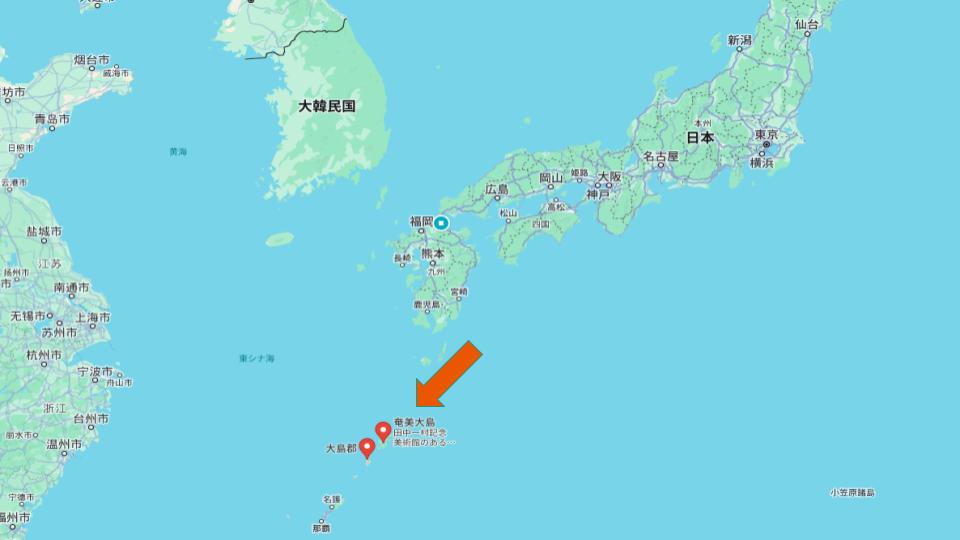 仙台
新潟
烟台市
威海市
坊市
大韓民国
青岛市
本州
日本
東京
日照市
黄海
名古屋
横浜
岡山
姫路
大阪
云港市
広島
神戸
高松
松山
福岡
四国
盐城市
熊本
長崎
江苏
九州
扬州市
市
南通市
宮崎
鹿児島
无锡市
上海市
苏州市
杭州市
東シナ海
宁波市
舟山市
浙江
台州市
奄美大島
田中一村記念
美術館のある…
丽水市
温州市
大島郡
小笠原諸島
宁德市
名護
福州市
那覇